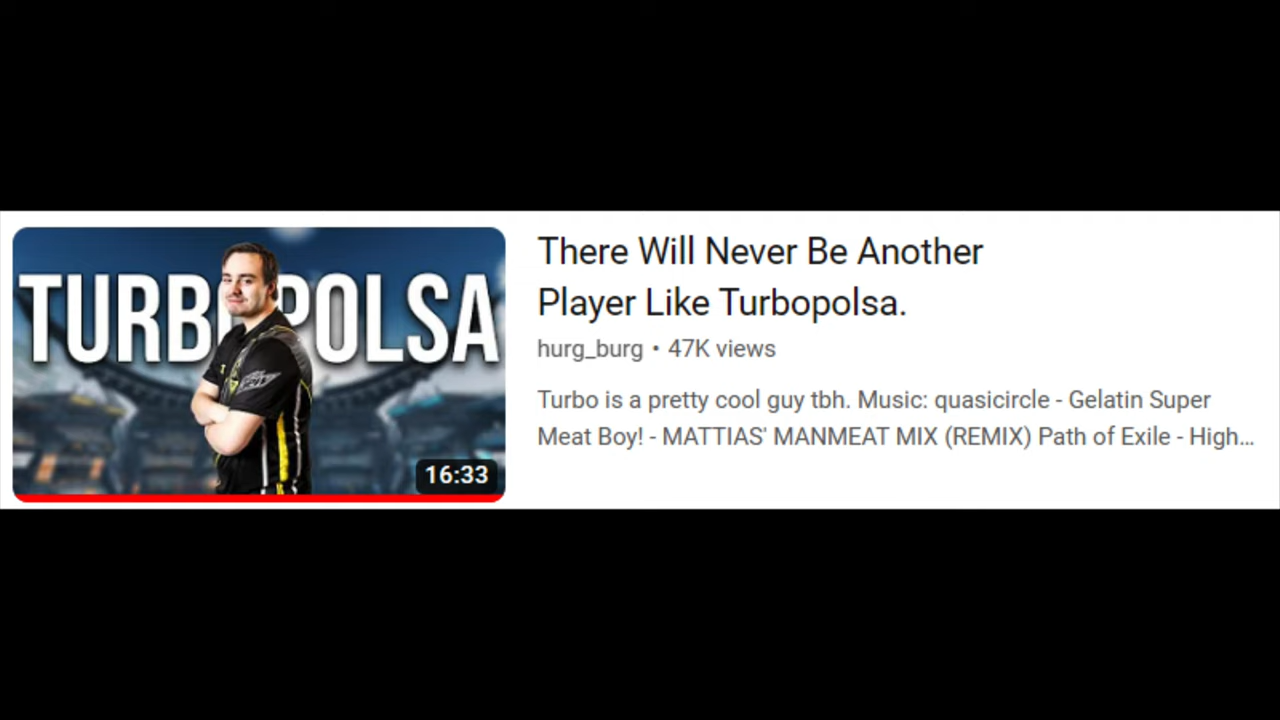 TURBOPOLSA
16:33
There Will Never Be Another
Player Like Turbopolsa.
hurg_burg • 47K views
Turbo is a pretty cool guy tbh. Music: quasicircle - Gelatin Super
Meat Boy! - MATTIAS' MANMEAT MIX (REMIX) Path of Exile - High...